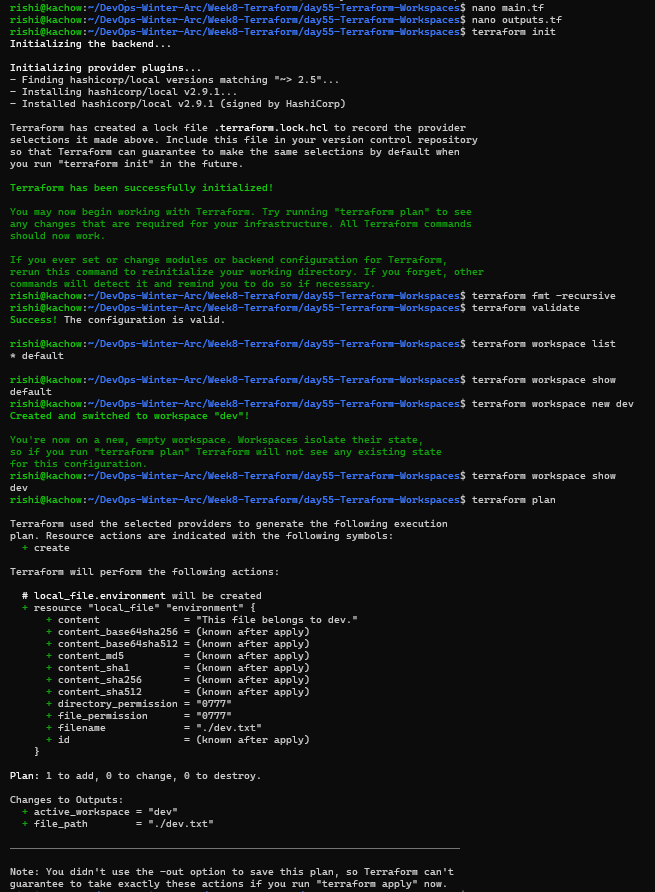 rishi@kachow:~/DevOps-Winter-Arc/Week8-Terraform/day55-Terraform-Workspaces$ nano main.tf
rishi@kachow:~/DevOps-Winter-Arc/Week8-Terraform/day55-Terraform-Workspaces$ nano outputs.tf
rishi@kachow:~/DevOps-Winter-Arc/Week8-Terraform/day55-Terraform-Workspaces$ terraform init
Initializing the backend...

Initializing provider plugins...
- Finding hashicorp/local versions matching "~> 2.5"...
- Installing hashicorp/local v2.9.1...
- Installed hashicorp/local v2.9.1 (signed by HashiCorp)

Terraform has created a lock file .terraform.lock.hcl to record the provider
selections it made above. Include this file in your version control repository
so that Terraform can guarantee to make the same selections by default when
you run "terraform init" in the future.

Terraform has been successfully initialized!

You may now begin working with Terraform. Try running "terraform plan" to see
any changes that are required for your infrastructure. All Terraform commands
should now work.

If you ever set or change modules or backend configuration for Terraform,
rerun this command to reinitialize your working directory. If you forget, other
commands will detect it and remind you to do so if necessary.
rishi@kachow:~/DevOps-Winter-Arc/Week8-Terraform/day55-Terraform-Workspaces$ terraform fmt -recursive
rishi@kachow:~/DevOps-Winter-Arc/Week8-Terraform/day55-Terraform-Workspaces$ terraform validate
Success! The configuration is valid.

rishi@kachow:~/DevOps-Winter-Arc/Week8-Terraform/day55-Terraform-Workspaces$ terraform workspace list
* default

rishi@kachow:~/DevOps-Winter-Arc/Week8-Terraform/day55-Terraform-Workspaces$ terraform workspace show
default
rishi@kachow:~/DevOps-Winter-Arc/Week8-Terraform/day55-Terraform-Workspaces$ terraform workspace new dev
Created and switched to workspace "dev"!

You're now on a new, empty workspace. Workspaces isolate their state,
so if you run "terraform plan" Terraform will not see any existing state
for this configuration.
rishi@kachow:~/DevOps-Winter-Arc/Week8-Terraform/day55-Terraform-Workspaces$ terraform workspace show
dev
rishi@kachow:~/DevOps-Winter-Arc/Week8-Terraform/day55-Terraform-Workspaces$ terraform plan

Terraform used the selected providers to generate the following execution
plan. Resource actions are indicated with the following symbols:
  + create

Terraform will perform the following actions:

  # local_file.environment will be created
  + resource "local_file" "environment" {
      + content              = "This file belongs to dev."
      + content_base64sha256 = (known after apply)
      + content_base64sha512 = (known after apply)
      + content_md5          = (known after apply)
      + content_sha1         = (known after apply)
      + content_sha256       = (known after apply)
      + content_sha512       = (known after apply)
      + directory_permission = "0777"
      + file_permission      = "0777"
      + filename             = "./dev.txt"
      + id                   = (known after apply)
    }

Plan: 1 to add, 0 to change, 0 to destroy.

Changes to Outputs:
  + active_workspace = "dev"
  + file_path        = "./dev.txt"

Note: You didn't use the -out option to save this plan, so Terraform can't
guarantee to take exactly these actions if you run "terraform apply" now.